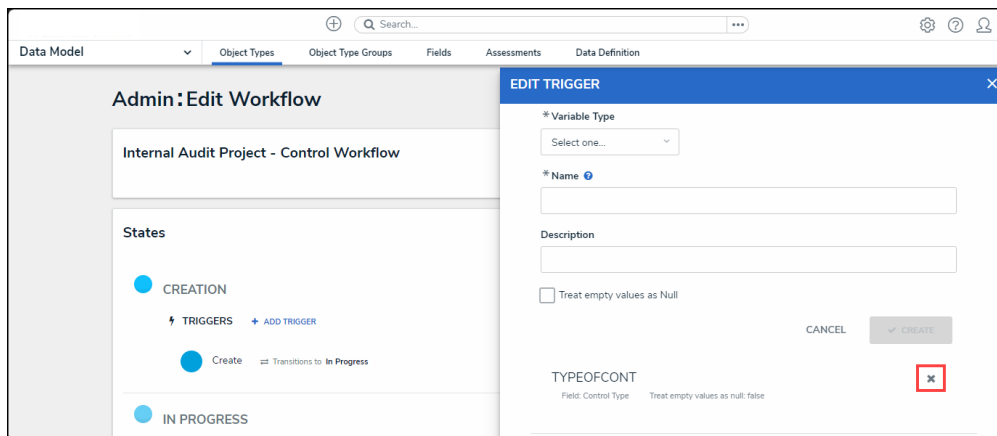 Search...
Data Model
Object Types
Object Type Groups
Fields
Assessments
Data Definition
Admin:Edit Workflow
Internal Audit Project - Control Workflow
States
CREATION
TRIGGERS
+ ADD TRIGGER
Create
Transitions to In Progress
IN PROGRESS
EDIT TRIGGER
*Variable Type
Select one...
*Name
Description
Treat empty values as Null
CANCEL
CREATE
TYPEOFCONT
Field: Control Type
Treat empty values as null: false